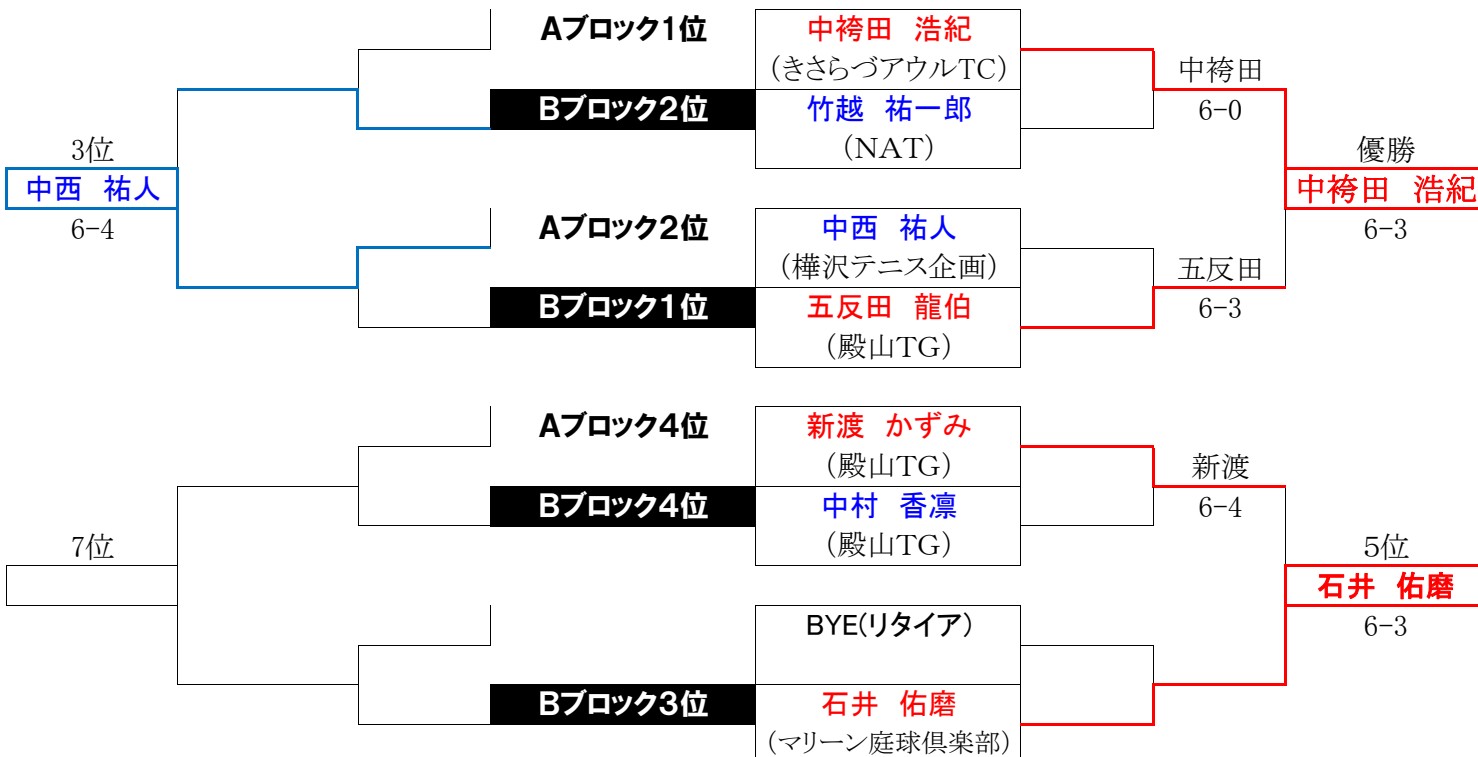 Aブロック1位
中袴田 浩紀
(きさらづアウルTC)
中袴田
6-0
Bブロック2位
竹越 祐一郎
(NAT)
3位
中西 祐人
6-4
優勝
中袴田 浩紀
6-3
Aブロック2位
中西 祐人
(樺沢テニス企画)
五反田
6-3
Bブロック1位
五反田 龍伯
(殿山TG)
Aブロック4位
新渡 かずみ
(殿山TG)
新渡
6-4
Bブロック4位
中村 香凛
(殿山TG)
7位
5位
石井 佑磨
6-3
BYE(リタイア)
Bブロック3位
石井 佑磨
(マリーン庭球倶楽部)